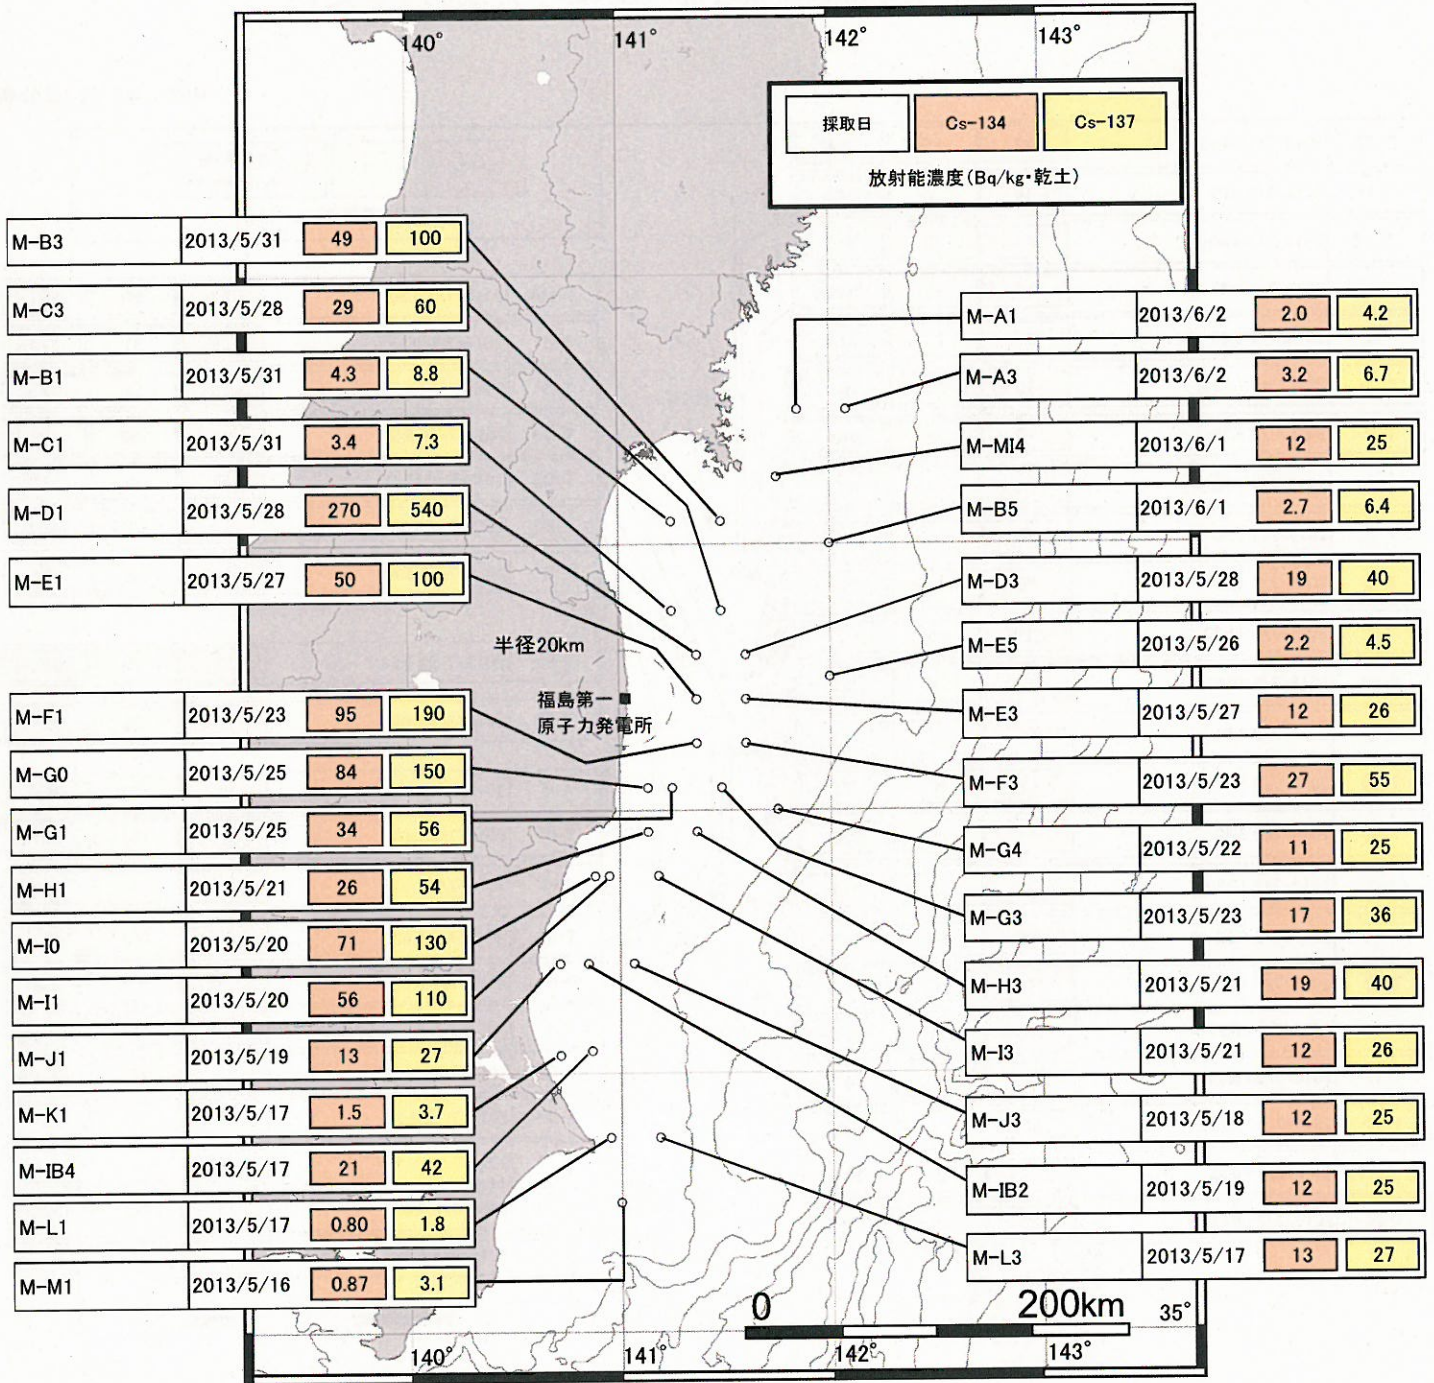 140°
141°
142°
143°
採取日 Cs-134 Cs-137
放射能濃度(Bq/kg・乾土)
M-B3 2013/5/31 49 100
M-C3 2013/5/28 29 60
M-B1 2013/5/31 4.3 8.8
M-C1 2013/5/31 3.4 7.3
M-D1 2013/5/28 270 540
M-E1 2013/5/27 50 100
M-F1 2013/5/23 95 190
M-G0 2013/5/25 84 150
M-G1 2013/5/25 34 56
M-H1 2013/5/21 26 54
M-I0 2013/5/20 71 130
M-I1 2013/5/20 56 110
M-J1 2013/5/19 13 27
M-K1 2013/5/17 1.5 3.7
M-IB4 2013/5/17 21 42
M-L1 2013/5/17 0.80 1.8
M-M1 2013/5/16 0.87 3.1
半径20km
福島第一
原子力発電所
M-A1 2013/6/2 2.0 4.2
M-A3 2013/6/2 3.2 6.7
M-MI4 2013/6/1 12 25
M-B5 2013/6/1 2.7 6.4
M-D3 2013/5/28 19 40
M-E5 2013/5/26 2.2 4.5
M-E3 2013/5/27 12 26
M-F3 2013/5/23 27 55
M-G4 2013/5/22 11 25
M-G3 2013/5/23 17 36
M-H3 2013/5/21 19 40
M-I3 2013/5/21 12 26
M-J3 2013/5/18 12 25
M-IB2 2013/5/19 12 25
M-L3 2013/5/17 13 27
0 200km
35°
140°
141°
142°
143°